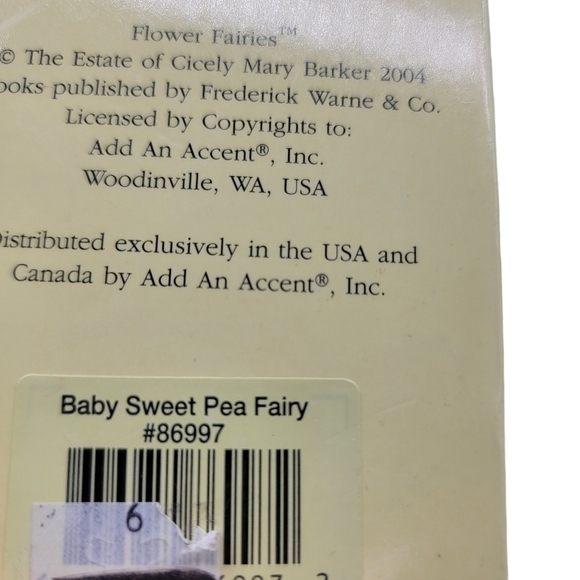 Flower Fairies™
© The Estate of Cicely Mary Barker 2004
ooks published by Frederick Warne & Co.
Licensed by Copyrights to:
Add An Accent®, Inc.
Woodinville, WA, USA
istributed exclusively in the USA and
Canada by Add An Accent®, Inc.
Baby Sweet Pea Fairy
#86997
6